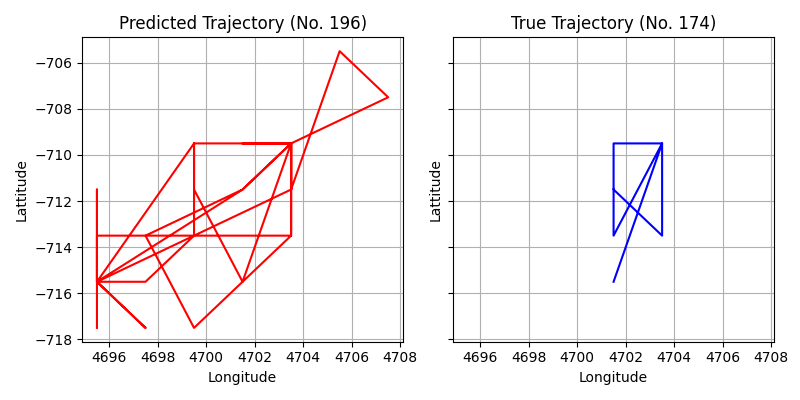 Predicted Trajectory (No. 196)
−706
−708
−710
−712
−714
−716
−718
Lattitude
4696 4698 4700 4702 4704 4706 4708
Longitude
True Trajectory (No. 174)
Lattitude
4696 4698 4700 4702 4704 4706 4708
Longitude